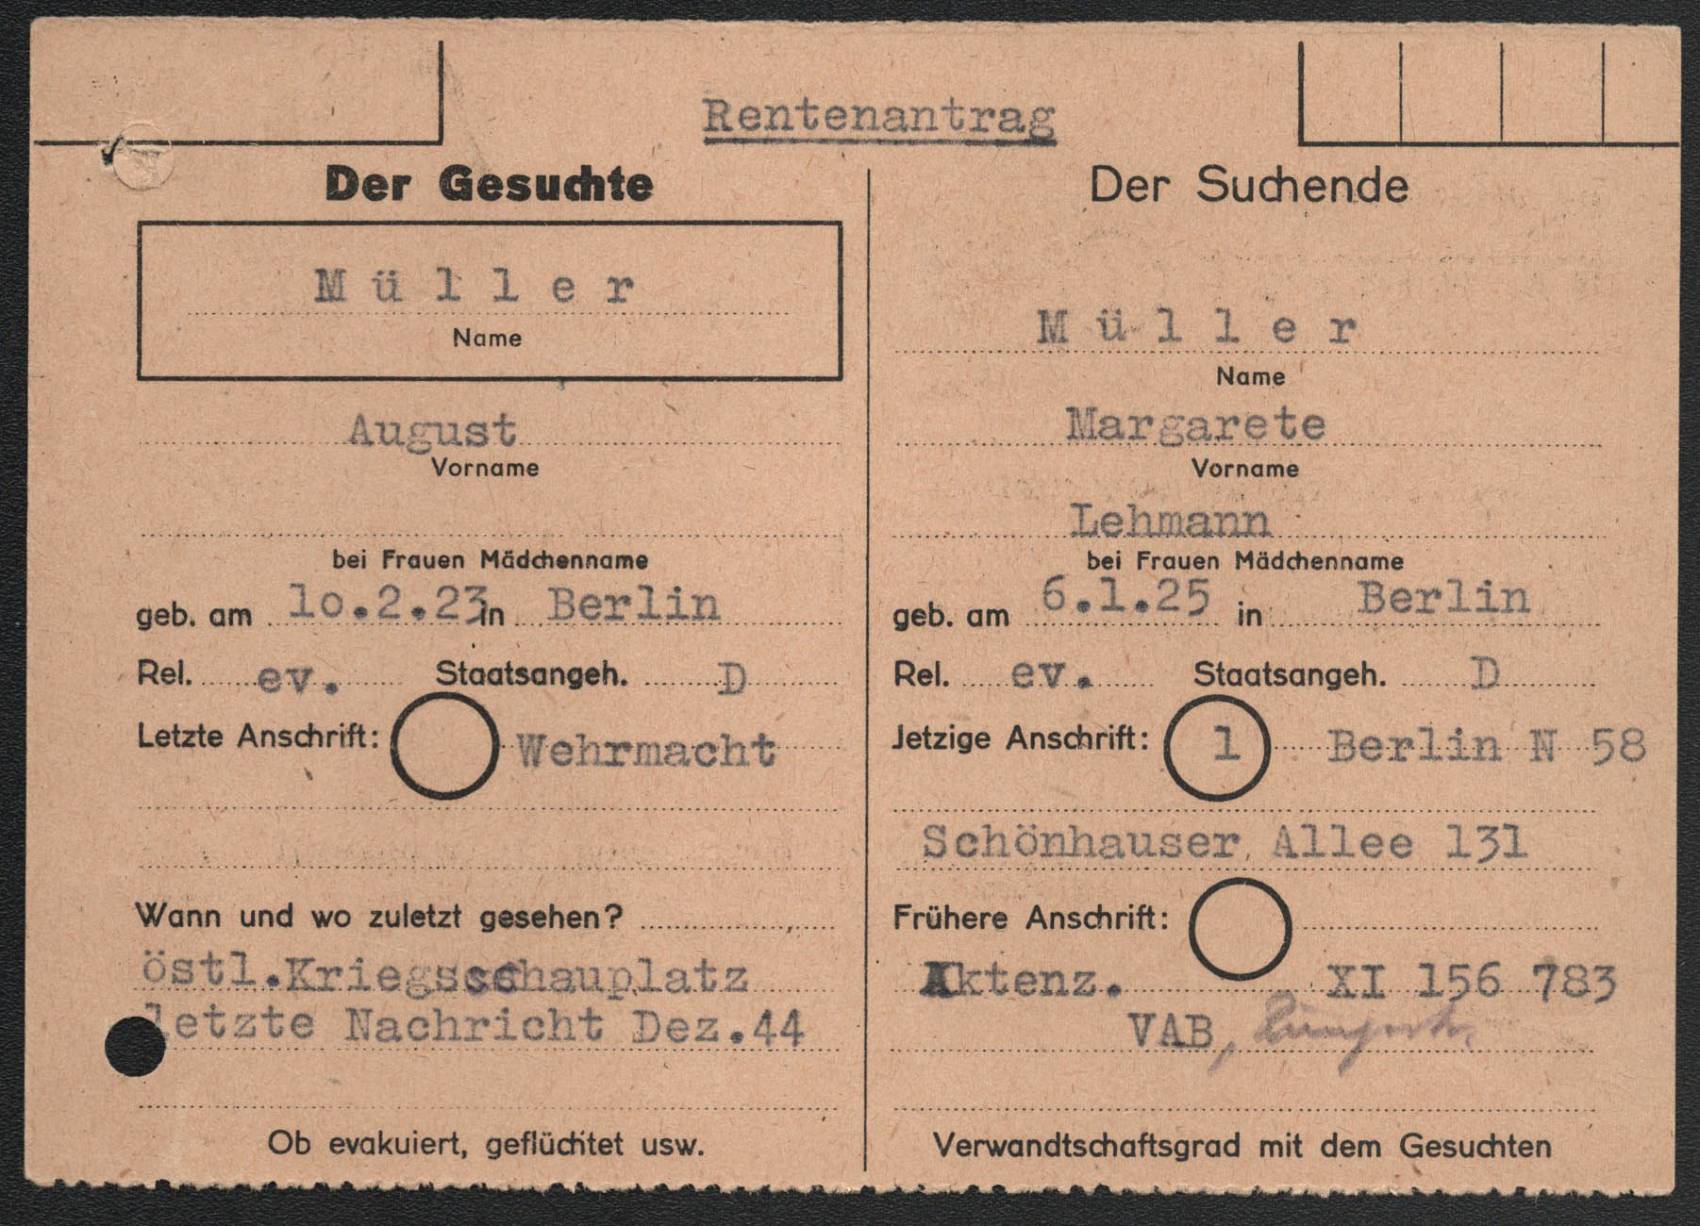 Rentenantrag
Der Gesuchte
Müller
Name
August
Vorname
bei Frauen Mädchenname
geb. am 10.2.23 in Berlin
Rel. ev. Staatsangeh. D
Letzte Anschrift: Wehrmacht
Wann und wo zuletzt gesehen?
östl.Kriegsschauplatz
letzte Nachricht Dez.44
Ob evakuiert, geflüchtet usw.
Der Suchende
Müller
Name
Margarete
Vorname
Lehmann
bei Frauen Mädchenname
geb. am 6.1.25 in Berlin
Rel. ev. Staatsangeh. D
Jetzige Anschrift: 1 Berlin N 58
Schönhauser Allee 131
Frühere Anschrift:
Aktenz. XI 156 783
VAB,
Verwandtschaftsgrad mit dem Gesuchten